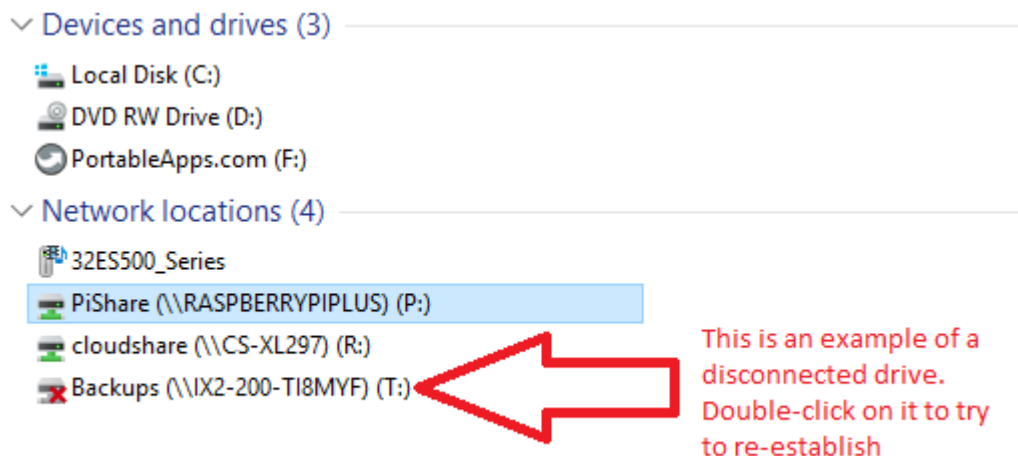 Devices and drives (3)
Local Disk (C:)
DVD RW Drive (D:)
PortableApps.com (F:)
Network locations (4)
32ES500_Series
PiShare (\\RASPBERRYPIPLUS) (P:)
cloudshare (\\CS-XL297) (R:)
Backups (\\IX2-200-TI8MYF) (T:)
This is an example of a
disconnected drive.
Double-click on it to try
to re-establish